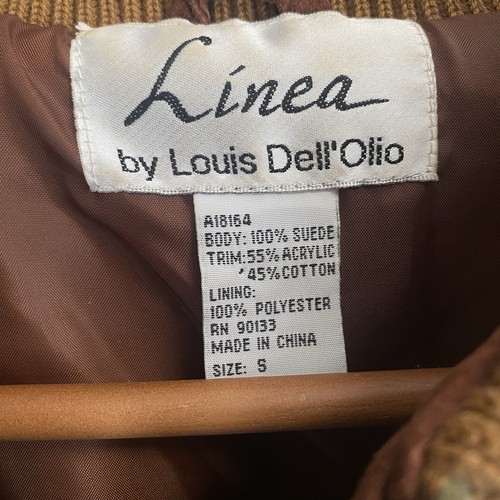 Linea
by Louis Dell'Olio
A18164
BODY: 100% SUEDE
TRIM: 55% ACRYLIC
'45% COTTON
LINING:
100% POLYESTER
RN 90133
MADE IN CHINA
SIZE: S